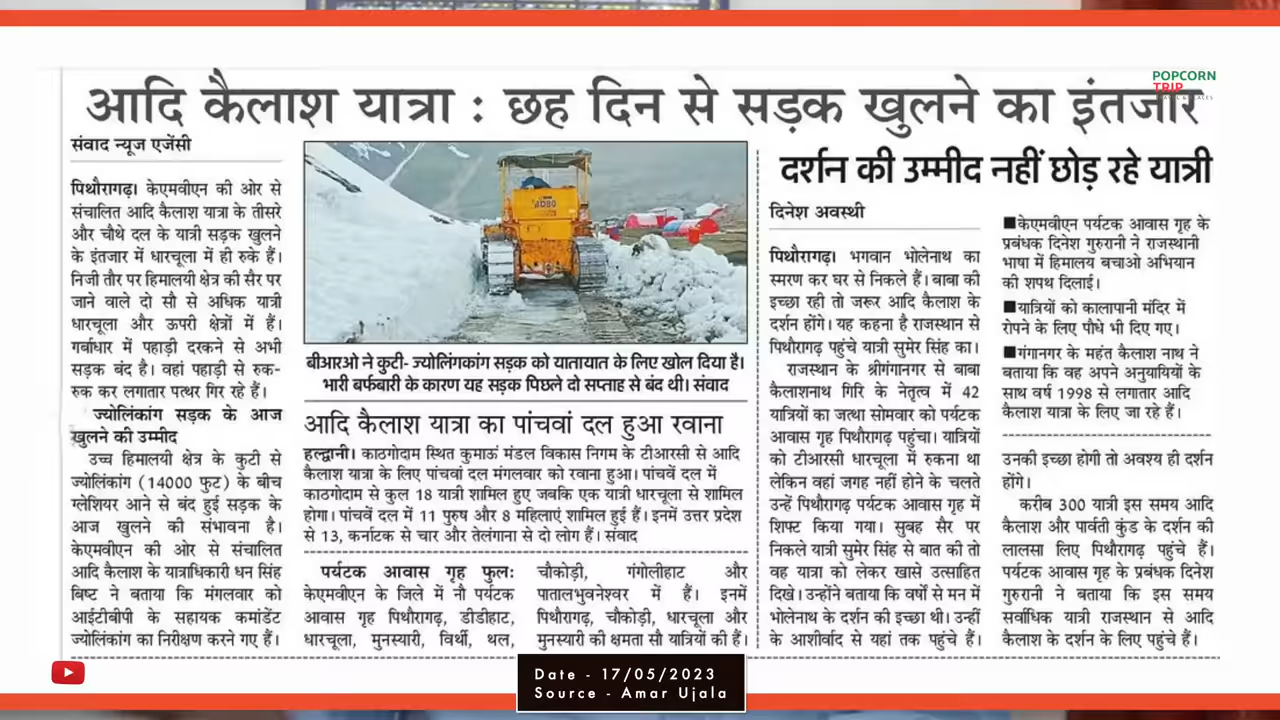 POPCORN
TRIP
आदि कैलाश यात्रा : छह दिन से सड़क खुलने का इंतजार
संवाद न्यूज एजेंसी
पिथौरागढ़। केएमवीएन की ओर से
संचालित आदि कैलाश यात्रा के तीसरे
और चौथे दल के यात्री सड़क खुलने
के इंतजार में धारचूला में ही रुके हैं।
निजी तौर पर हिमालयी क्षेत्र की सैर पर
जाने वाले दो सौ से अधिक यात्री
धारचूला और ऊपरी क्षेत्रों में हैं।
गर्बाधार में पहाड़ी दरकने से अभी
सड़क बंद है। वहां पहाड़ी से रुक-
रुक कर लगातार पत्थर गिर रहे हैं।
ज्योलिंकांग सड़क के आज
खुलने की उम्मीद
उच्च हिमालयी क्षेत्र के कुटी से
ज्योलिंकांग (14000 फुट) के बीच
ग्लेशियर आने से बंद हुई सड़क के
आज खुलने की संभावना है।
केएमवीएन की ओर से संचालित
आदि कैलाश के यात्राधिकारी धन सिंह
बिष्ट ने बताया कि मंगलवार को
आईटीबीपी के सहायक कमांडेंट
ज्योलिंकांग का निरीक्षण करने गए हैं।
BD80
बीआरओ ने कुटी- ज्योलिंगकांग सड़क को यातायात के लिए खोल दिया है।
भारी बर्फबारी के कारण यह सड़क पिछले दो सप्ताह से बंद थी। संवाद
आदि कैलाश यात्रा का पांचवां दल हुआ रवाना
हल्द्वानी। काठगोदाम स्थित कुमाऊं मंडल विकास निगम के टीआरसी से आदि
कैलाश यात्रा के लिए पांचवां दल मंगलवार को रवाना हुआ। पांचवें दल में
काठगोदाम से कुल 18 यात्री शामिल हुए जबकि एक यात्री धारचूला से शामिल
होगा। पांचवें दल में 11 पुरुष और 8 महिलाएं शामिल हुई हैं। इनमें उत्तर प्रदेश
से 13, कर्नाटक से चार और तेलंगाना से दो लोग हैं। संवाद
पर्यटक आवास गृह फुल:
केएमवीएन के जिले में नौ पर्यटक
आवास गृह पिथौरागढ़, डीडीहाट,
धारचूला, मुनस्यारी, विर्थी, थल,
चौकोड़ी, गंगोलीहाट और
पातालभुवनेश्वर में हैं। इनमें
पिथौरागढ़, चौकोड़ी, धारचूला और
मुनस्यारी की क्षमता सौ यात्रियों की हैं।
दर्शन की उम्मीद नहीं छोड़ रहे यात्री
दिनेश अवस्थी
पिथौरागढ़। भगवान भोलेनाथ का
स्मरण कर घर से निकले हैं। बाबा की
इच्छा रही तो जरूर आदि कैलाश के
दर्शन होंगे। यह कहना है राजस्थान से
पिथौरागढ़ पहुंचे यात्री सुमेर सिंह का।
राजस्थान के श्रीगंगानगर से बाबा
कैलाशनाथ गिरि के नेतृत्व में 42
यात्रियों का जत्था सोमवार को पर्यटक
आवास गृह पिथौरागढ़ पहुंचा। यात्रियों
को टीआरसी धारचूला में रुकना था
लेकिन वहां जगह नहीं होने के चलते
उन्हें पिथौरागढ़ पर्यटक आवास गृह में
शिफ्ट किया गया। सुबह सैर पर
निकले यात्री सुमेर सिंह से बात की तो
वह यात्रा को लेकर खासे उत्साहित
दिखे। उन्होंने बताया कि वर्षों से मन में
भोलेनाथ के दर्शन की इच्छा थी। उन्हीं
के आशीर्वाद से यहां तक पहुंचे हैं।
■केएमवीएन पर्यटक आवास गृह के
प्रबंधक दिनेश गुरुरानी ने राजस्थानी
भाषा में हिमालय बचाओ अभियान
की शपथ दिलाई।
■यात्रियों को कालापानी मंदिर में
रोपने के लिए पौधे भी दिए गए।
■गंगानगर के महंत कैलाश नाथ ने
बताया कि वह अपने अनुयायियों के
साथ वर्ष 1998 से लगातार आदि
कैलाश यात्रा के लिए जा रहे हैं।
उनकी इच्छा होगी तो अवश्य ही दर्शन
होंगे।
करीब 300 यात्री इस समय आदि
कैलाश और पार्वती कुंड के दर्शन की
लालसा लिए पिथौरागढ़ पहुंचे हैं।
पर्यटक आवास गृह के प्रबंधक दिनेश
गुरुरानी ने बताया कि इस समय
सर्वाधिक यात्री राजस्थान से आदि
कैलाश के दर्शन के लिए पहुंचे हैं।
Date - 17/05/2023
Source - Amar Ujala